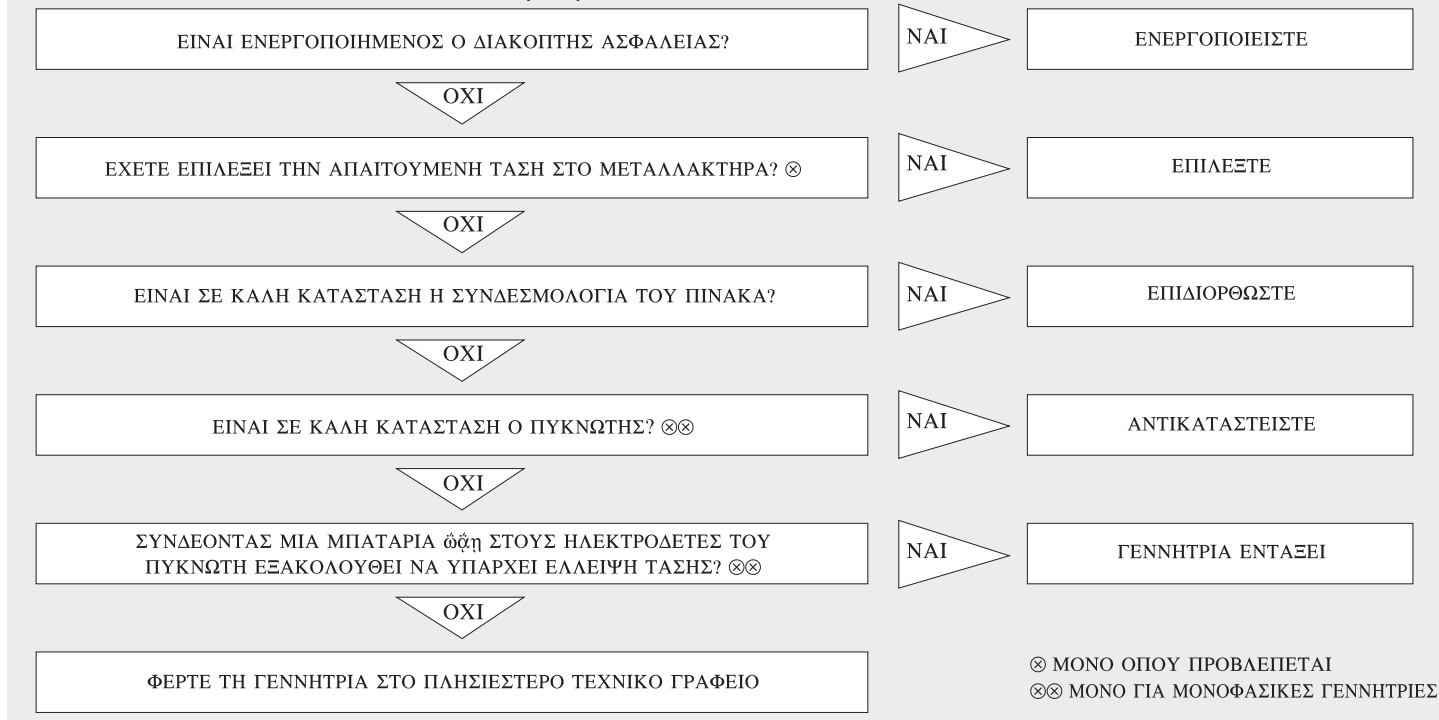 ΕΙΝΑΙ ΕΝΕΡΓΟΠΟΙΗΜΕΝΟΣ Ο ΔΙΑΚΟΠΤΗΣ ΑΣΦΑΛΕΙΑΣ?
ΝΑΙ
ΕΝΕΡΓΟΠΟΙΕΙΣΤΕ
ΟΧΙ
ΕΧΕΤΕ ΕΠΙΛΕΞΕΙ ΤΗΝ ΑΠΑΙΤΟΥΜΕΝΗ ΤΑΣΗ ΣΤΟ ΜΕΤΑΛΛΑΚΤΗΡΑ? ⊗
ΝΑΙ
ΕΠΙΛΕΞΤΕ
ΟΧΙ
ΕΙΝΑΙ ΣΕ ΚΑΛΗ ΚΑΤΑΣΤΑΣΗ Η ΣΥΝΔΕΣΜΟΛΟΓΙΑ ΤΟΥ ΠΙΝΑΚΑ?
ΝΑΙ
ΕΠΙΔΙΟΡΘΩΣΤΕ
ΟΧΙ
ΕΙΝΑΙ ΣΕ ΚΑΛΗ ΚΑΤΑΣΤΑΣΗ Ο ΠΥΚΝΩΤΗΣ? ⊗⊗
ΝΑΙ
ΑΝΤΙΚΑΤΑΣΤΕΙΣΤΕ
ΟΧΙ
ΣΥΝΔΕΟΝΤΑΣ ΜΙΑ ΜΠΑΤΑΡΙΑ ΣΤΟΥΣ ΗΛΕΚΤΡΟΔΕΤΕΣ ΤΟΥ
ΠΥΚΝΩΤΗ ΕΞΑΚΟΛΟΥΘΕΙ ΝΑ ΥΠΑΡΧΕΙ ΕΛΛΕΙΨΗ ΤΑΣΗΣ? ⊗⊗
ΝΑΙ
ΓΕΝΝΗΤΡΙΑ ΕΝΤΑΞΕΙ
ΟΧΙ
ΦΕΡΤΕ ΤΗ ΓΕΝΝΗΤΡΙΑ ΣΤΟ ΠΛΗΣΙΕΣΤΕΡΟ ΤΕΧΝΙΚΟ ΓΡΑΦΕΙΟ
⊗ ΜΟΝΟ ΟΠΟΥ ΠΡΟΒΛΕΠΕΤΑΙ
⊗⊗ ΜΟΝΟ ΓΙΑ ΜΟΝΟΦΑΣΙΚΕΣ ΓΕΝΝΗΤΡΙΕΣ